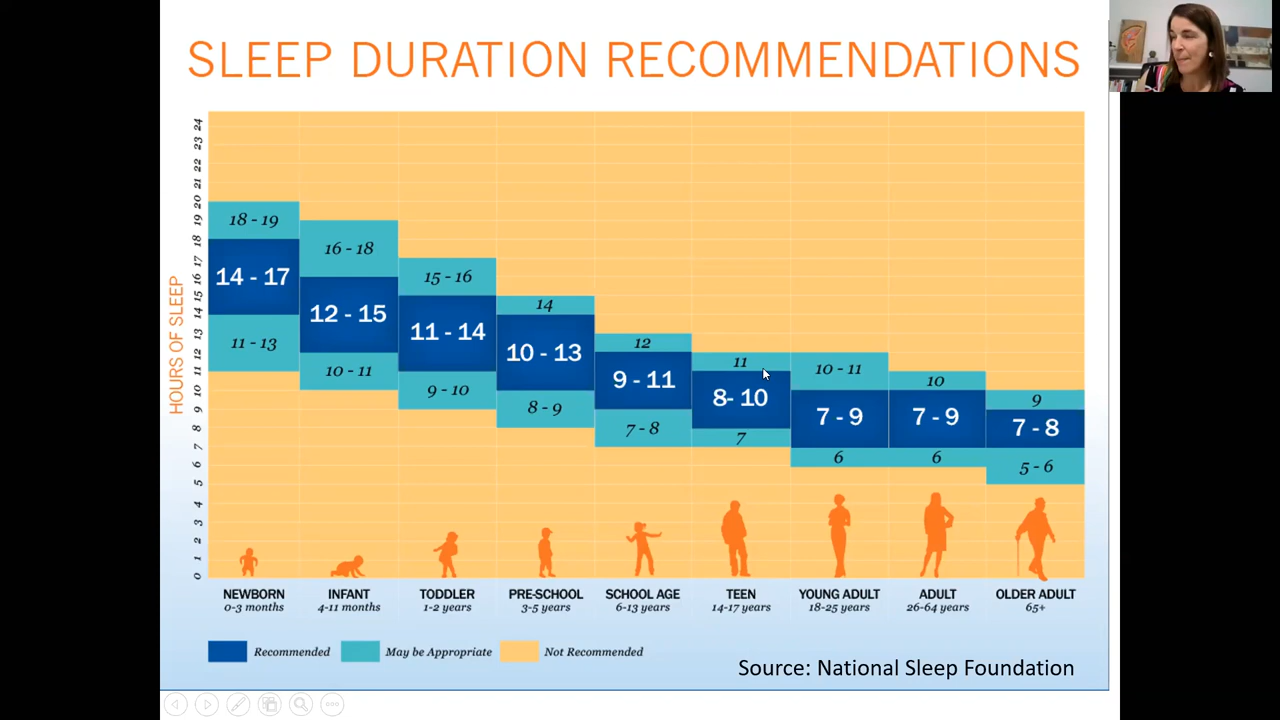 SLEEP DURATION RECOMMENDATIONS
HOURS OF SLEEP
24
23
22
21
20
19
18
17
16
15
14
13
12
11
10
9
8
7
6
5
4
3
2
1
0
18 - 19
14 - 17
11 - 13
16 - 18
12 - 15
10 - 11
15 - 16
11 - 14
9 - 10
14
10 - 13
8 - 9
12
9 - 11
7 - 8
11
8- 10
7
10 - 11
7 - 9
6
10
7 - 9
6
9
7 - 8
5 - 6
NEWBORN
0-3 months
INFANT
4-11 months
TODDLER
1-2 years
PRE-SCHOOL
3-5 years
SCHOOL AGE
6-13 years
TEEN
14-17 years
YOUNG ADULT
18-25 years
ADULT
26-64 years
OLDER ADULT
65+
Recommended
May be Appropriate
Not Recommended
Source: National Sleep Foundation